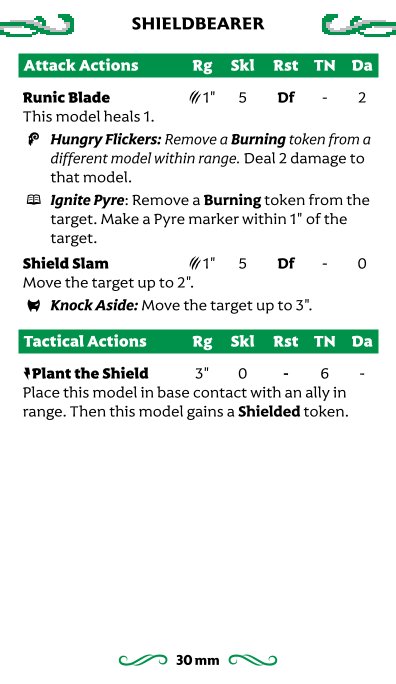 SHIELDBEARER
Attack Actions Rg Skl Rst TN Da
Runic Blade 1" 5 Df - 2
This model heals 1.
Hungry Flickers: Remove a Burning token from a
different model within range. Deal 2 damage to
that model.
Ignite Pyre: Remove a Burning token from the
target. Make a Pyre marker within 1" of the
target.
Shield Slam 1" 5 Df - 0
Move the target up to 2".
Knock Aside: Move the target up to 3".
Tactical Actions Rg Skl Rst TN Da
Plant the Shield 3" 0 - 6 -
Place this model in base contact with an ally in
range. Then this model gains a Shielded token.
30 mm